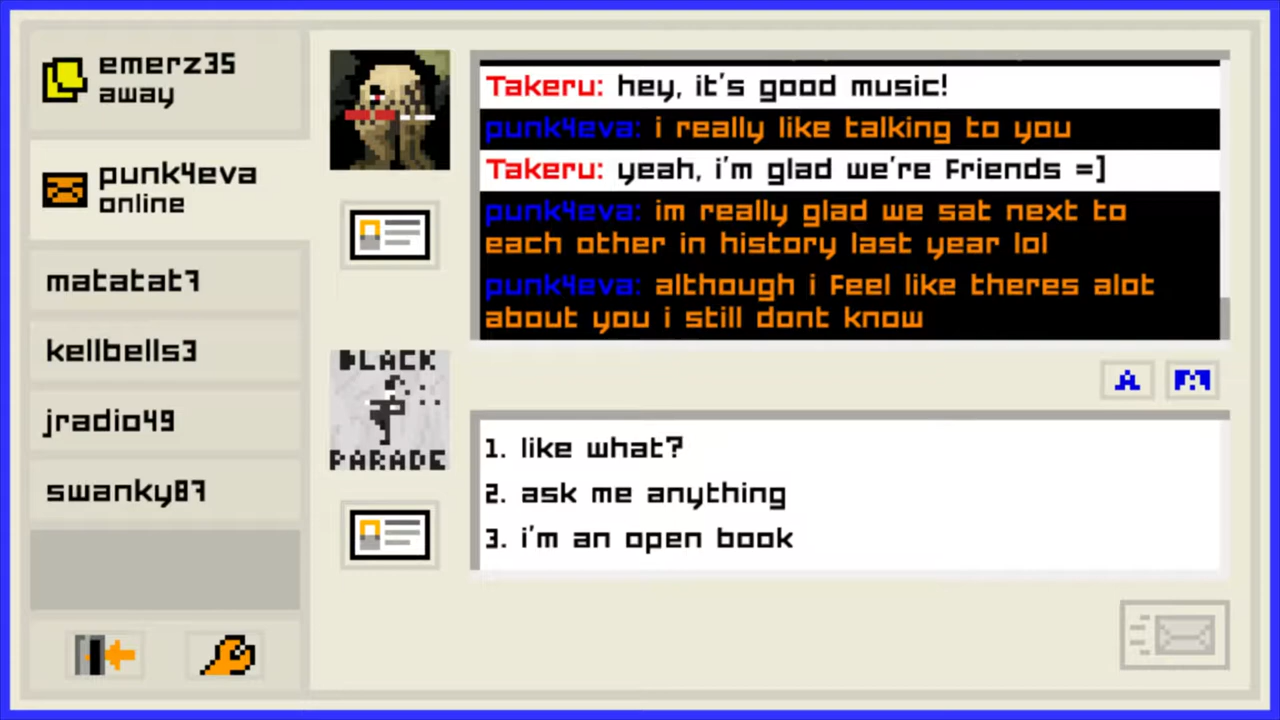 emerz35
away
punk4eva
online
matatat7
kellbells3
jradio49
swanky87
Takeru: hey, it's good music!
punk4eva: i really like talking to you
Takeru: yeah, i'm glad we're Friends =]
punk4eva: im really glad we sat next to
each other in history last year lol
punk4eva: although i Feel like theres alot
about you i still dont know
BLACK
PARADE
A
1. like what?
2. ask me anything
3. i'm an open book